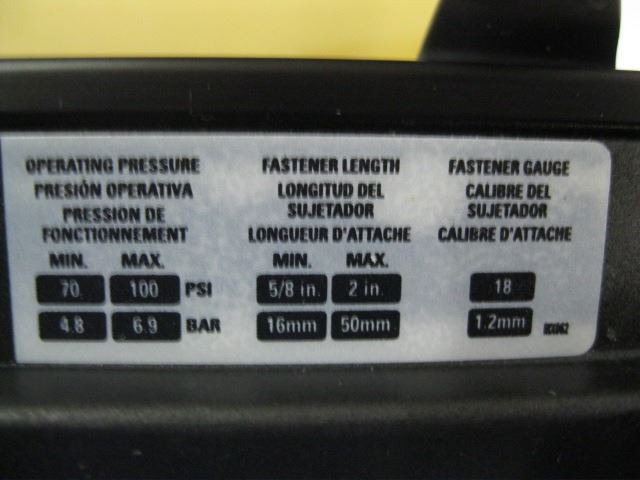 OPERATING PRESSURE
PRESIÓN OPERATIVA
PRESSION DE
FONCTIONNEMENT
MIN. MAX.
70 100 PSI
4.8 6.9 BAR
FASTENER LENGTH
LONGITUD DEL
SUJETADOR
LONGUEUR D'ATTACHE
MIN. MAX.
5/8 in. 2 in.
16mm 50mm
FASTENER GAUGE
CALIBRE DEL
SUJETADOR
CALIBRE D'ATTACHE
18
1.2mm